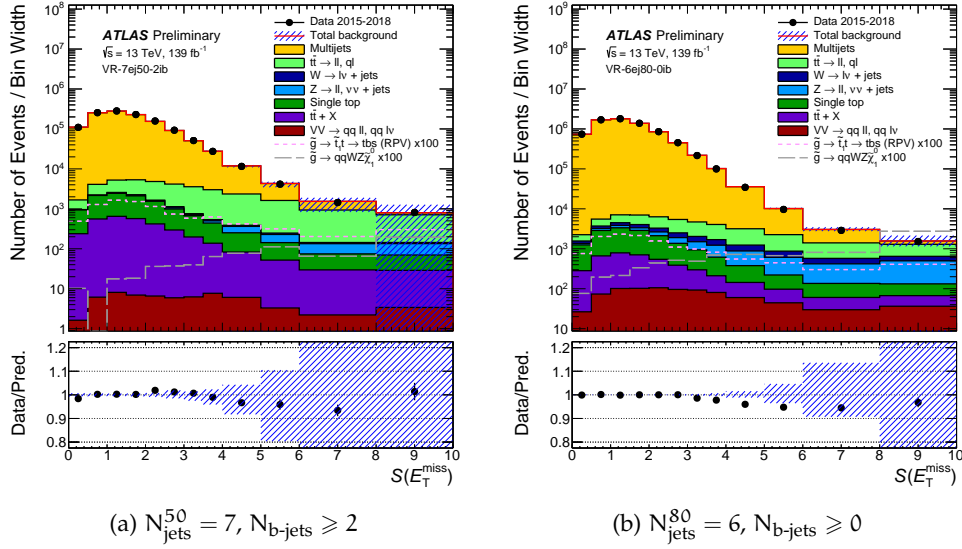 ATLAS Preliminary
√s = 13 TeV, 139 fb⁻¹
VR-7ej50-2ib
Data 2015-2018
Total background
Multijets
tt̄ → ll, ql
W → lν + jets
Z → ll, νν + jets
Single top
tt̄ + X
VV → qq ll, qq lν
g̃ → t̃,t̃ → tbs (RPV) x100
g̃ → qqWZχ̃₁⁰ x100
Number of Events / Bin Width
10⁹
10⁸
10⁷
10⁶
10⁵
10⁴
10³
10²
10
1
Data/Pred.
1.2
1.1
1
0.9
0.8
0 1 2 3 4 5 6 7 8 9 10
S(E_T^miss)
(a) N_jets^50 = 7, N_b-jets ⩾ 2
ATLAS Preliminary
√s = 13 TeV, 139 fb⁻¹
VR-6ej80-0ib
Data 2015-2018
Total background
Multijets
tt̄ → ll, ql
W → lν + jets
Z → ll, νν + jets
Single top
tt̄ + X
VV → qq ll, qq lν
g̃ → t̃,t̃ → tbs (RPV) x100
g̃ → qqWZχ̃₁⁰ x100
Number of Events / Bin Width
10⁹
10⁸
10⁷
10⁶
10⁵
10⁴
10³
10²
10
1
Data/Pred.
1.2
1.1
1
0.9
0.8
0 1 2 3 4 5 6 7 8 9 10
S(E_T^miss)
(b) N_jets^80 = 6, N_b-jets ⩾ 0